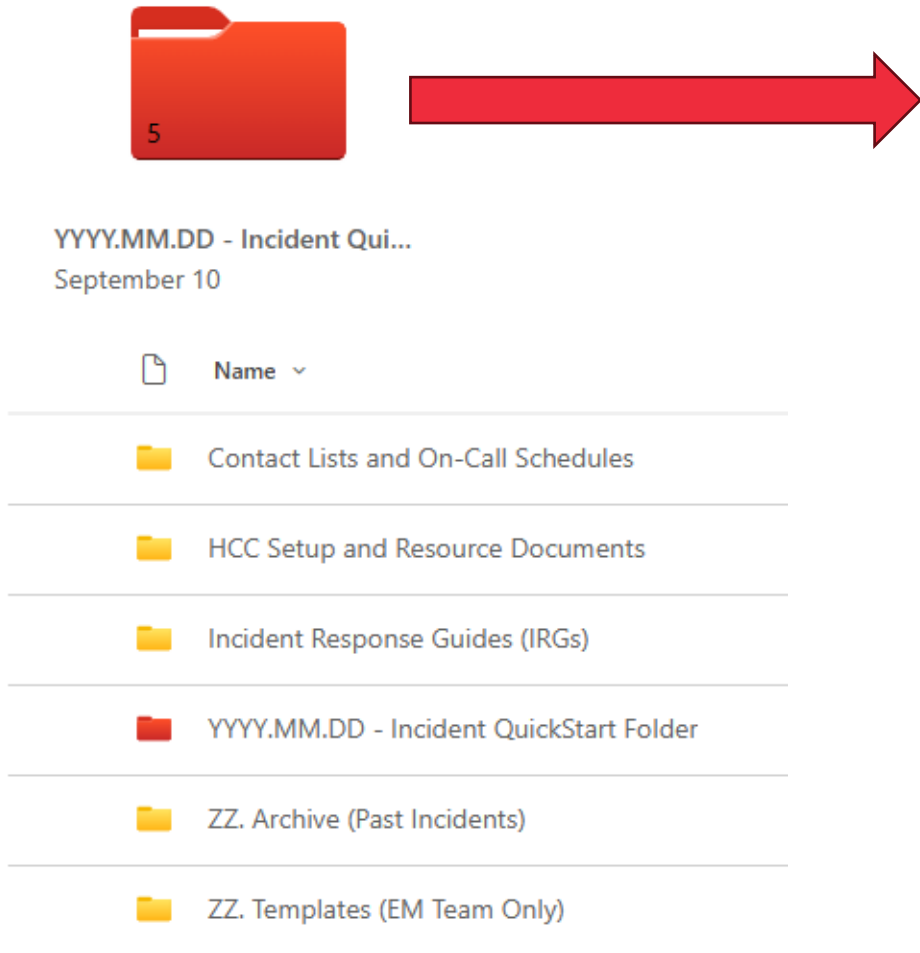 5
YYYY.MM.DD - Incident Qui...
September 10
Name
Contact Lists and On-Call Schedules
HCC Setup and Resource Documents
Incident Response Guides (IRGs)
YYYY.MM.DD - Incident QuickStart Folder
ZZ. Archive (Past Incidents)
ZZ. Templates (EM Team Only)